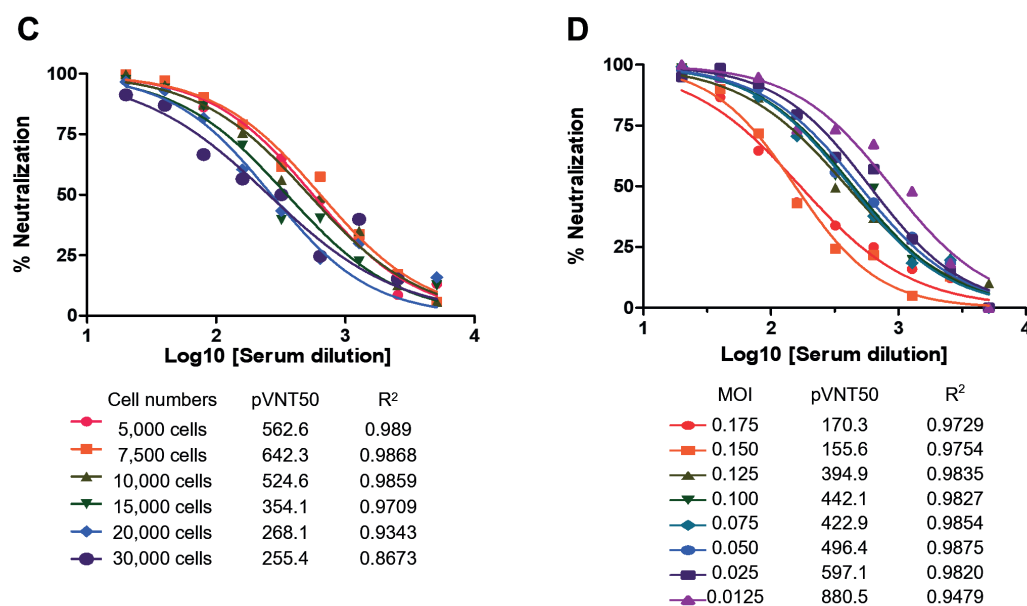 C
% Neutralization
100
75
50
25
0
1 2 3 4
Log10 [Serum dilution]
Cell numbers pVNT50 R²
5,000 cells 562.6 0.989
7,500 cells 642.3 0.9868
10,000 cells 524.6 0.9859
15,000 cells 354.1 0.9709
20,000 cells 268.1 0.9343
30,000 cells 255.4 0.8673
D
% Neutralization
100
75
50
25
0
1 2 3 4
Log10 [Serum dilution]
MOI pVNT50 R²
0.175 170.3 0.9729
0.150 155.6 0.9754
0.125 394.9 0.9835
0.100 442.1 0.9827
0.075 422.9 0.9854
0.050 496.4 0.9875
0.025 597.1 0.9820
0.0125 880.5 0.9479